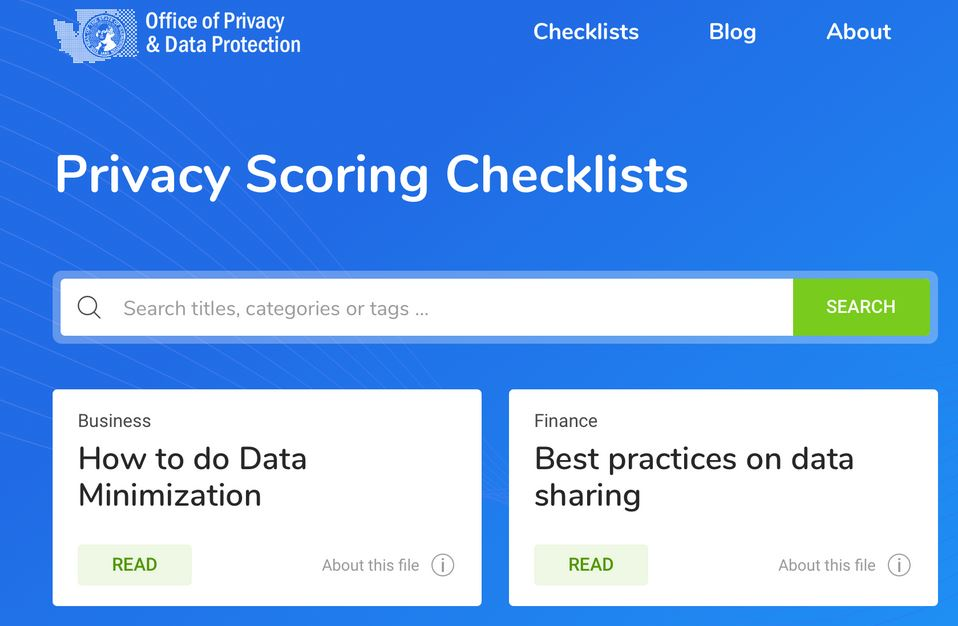 Office of Privacy
& Data Protection
Checklists
Blog
About
Privacy Scoring Checklists
Search titles, categories or tags ...
SEARCH
Business
How to do Data
Minimization
READ
About this file
Finance
Best practices on data
sharing
READ
About this file